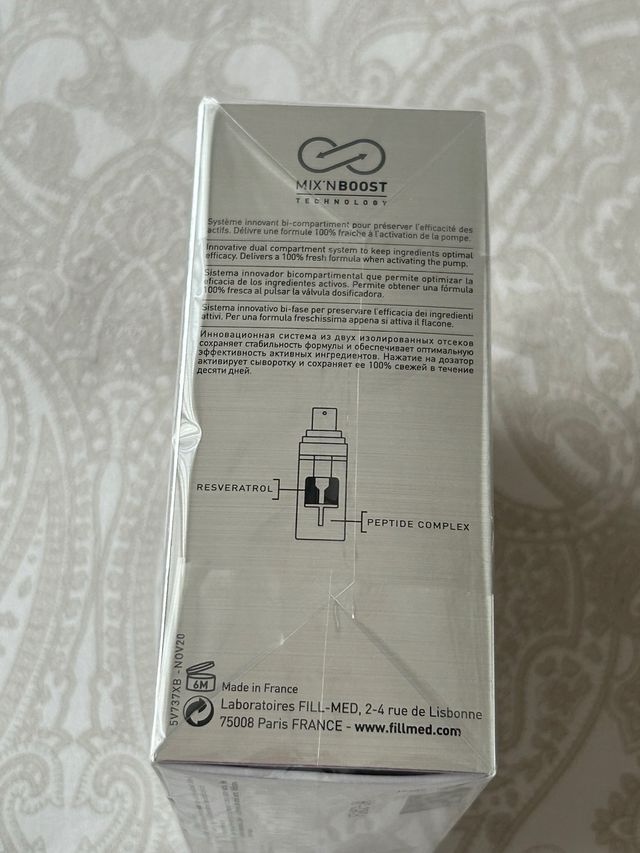 MIX'N BOOST
TECHNOLOGY
Système innovant bi-compartiment pour préserver l'efficacité des
actifs. Délivre une formule 100% fraîche à l'activation de la pompe.
Innovative dual compartment system to keep ingredients optimal
efficacy. Delivers a 100% fresh formula when activating the pump.
Sistema innovador bicompartimental que permite optimizar la
eficacia de los ingredientes activos. Permite obtener una fórmula
100% fresca al pulsar la válvula dosificadora.
Sistema innovativo bi-fase per preservare l'efficacia dei ingredienti
attivi. Per una formula freschissima appena si attiva il flacone.
Инновационная система из двух изолированных отсеков
сохраняет стабильность формулы и обеспечивает оптимальную
эффективность активных ингредиентов. Нажатие на дозатор
активирует сыворотку и сохраняет ее 100% свежей в течение
десяти дней.
RESVERATROL
PEPTIDE COMPLEX
5V737XB - NOV20
6M
Made in France
Laboratoires FILL-MED, 2-4 rue de Lisbonne
75008 Paris FRANCE - www.fillmed.com